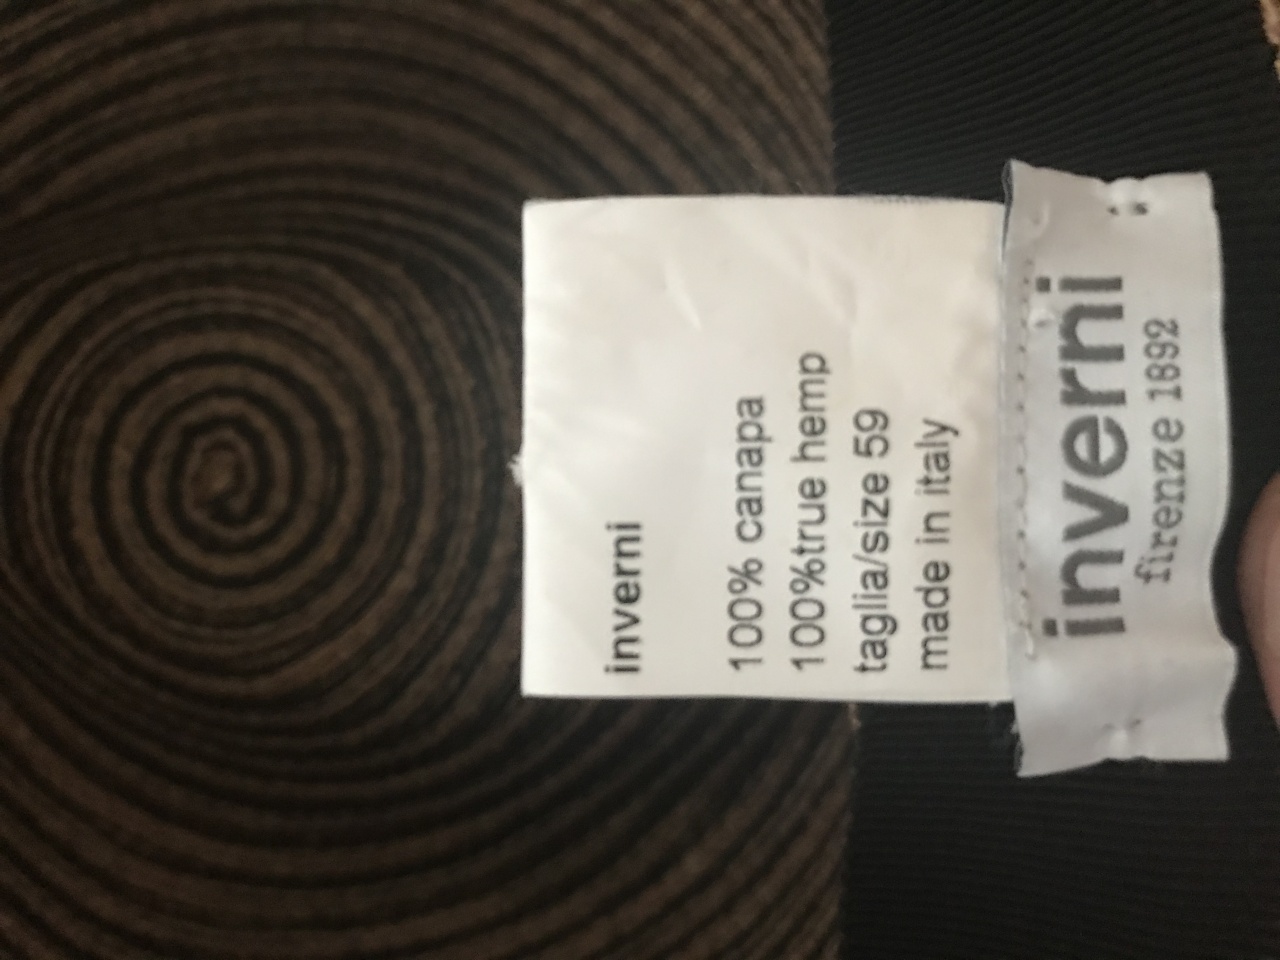 inverni
100% canapa
100%true hemp
taglia/size 59
made in italy
inverni
firenze 1892